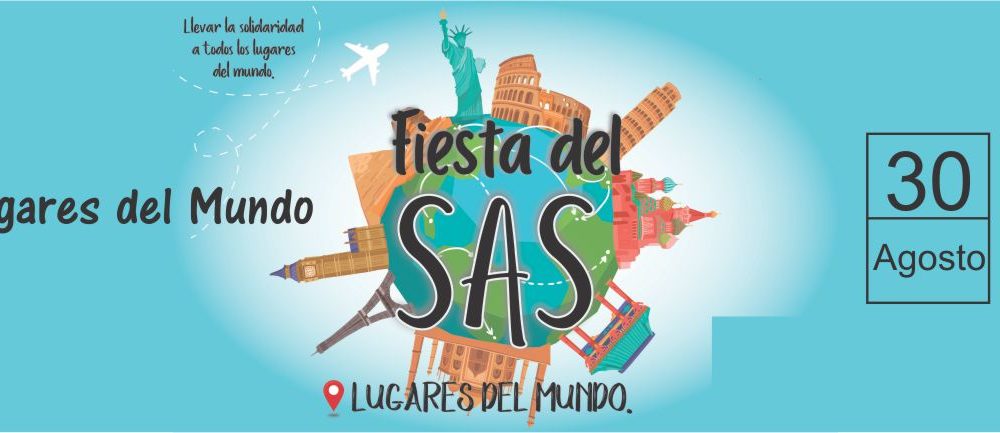 Llevar la solidaridad
a todos los lugares
del mundo.
Fiesta del
SAS
gares del Mundo
30
Agosto
LUGARES DEL MUNDO.